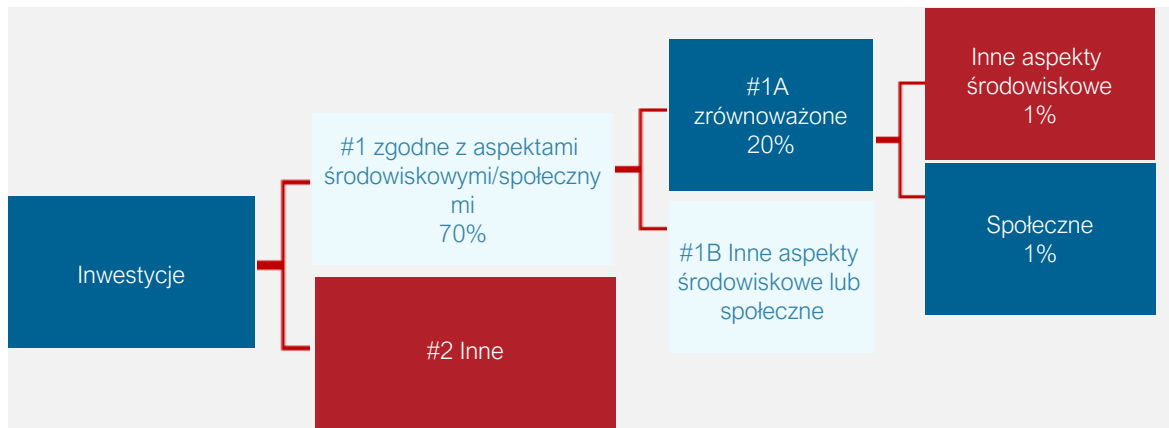 Inwestycje
#1 zgodne z aspektami
środowiskowymi/społeczny
mi
70%
#2 Inne
#1A
zrównoważone
20%
#1B Inne aspekty
środowiskowe lub
społeczne
Inne aspekty
środowiskowe
1%
Społeczne
1%